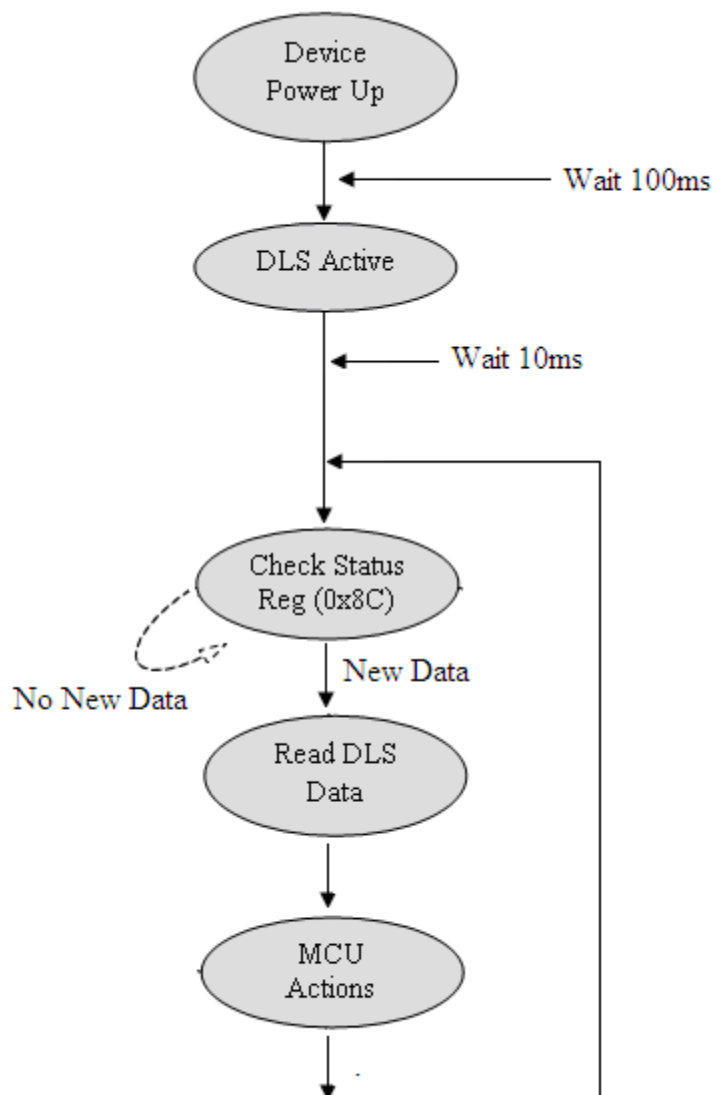 Device
Power Up
Wait 100ms
DLS Active
Wait 10ms
Check Status
Reg (0x8C)
New Data
No New Data
Read DLS
Data
MCU
Actions